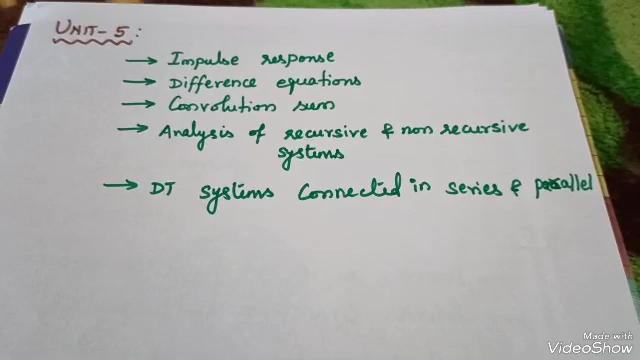 UNIT-5:
→ Impulse response
→ Difference equations
→ Convolution sum
→ Analysis of recursive & non recursive
systems
→ DT systems connected in series & parallel
Made with
VideoShow